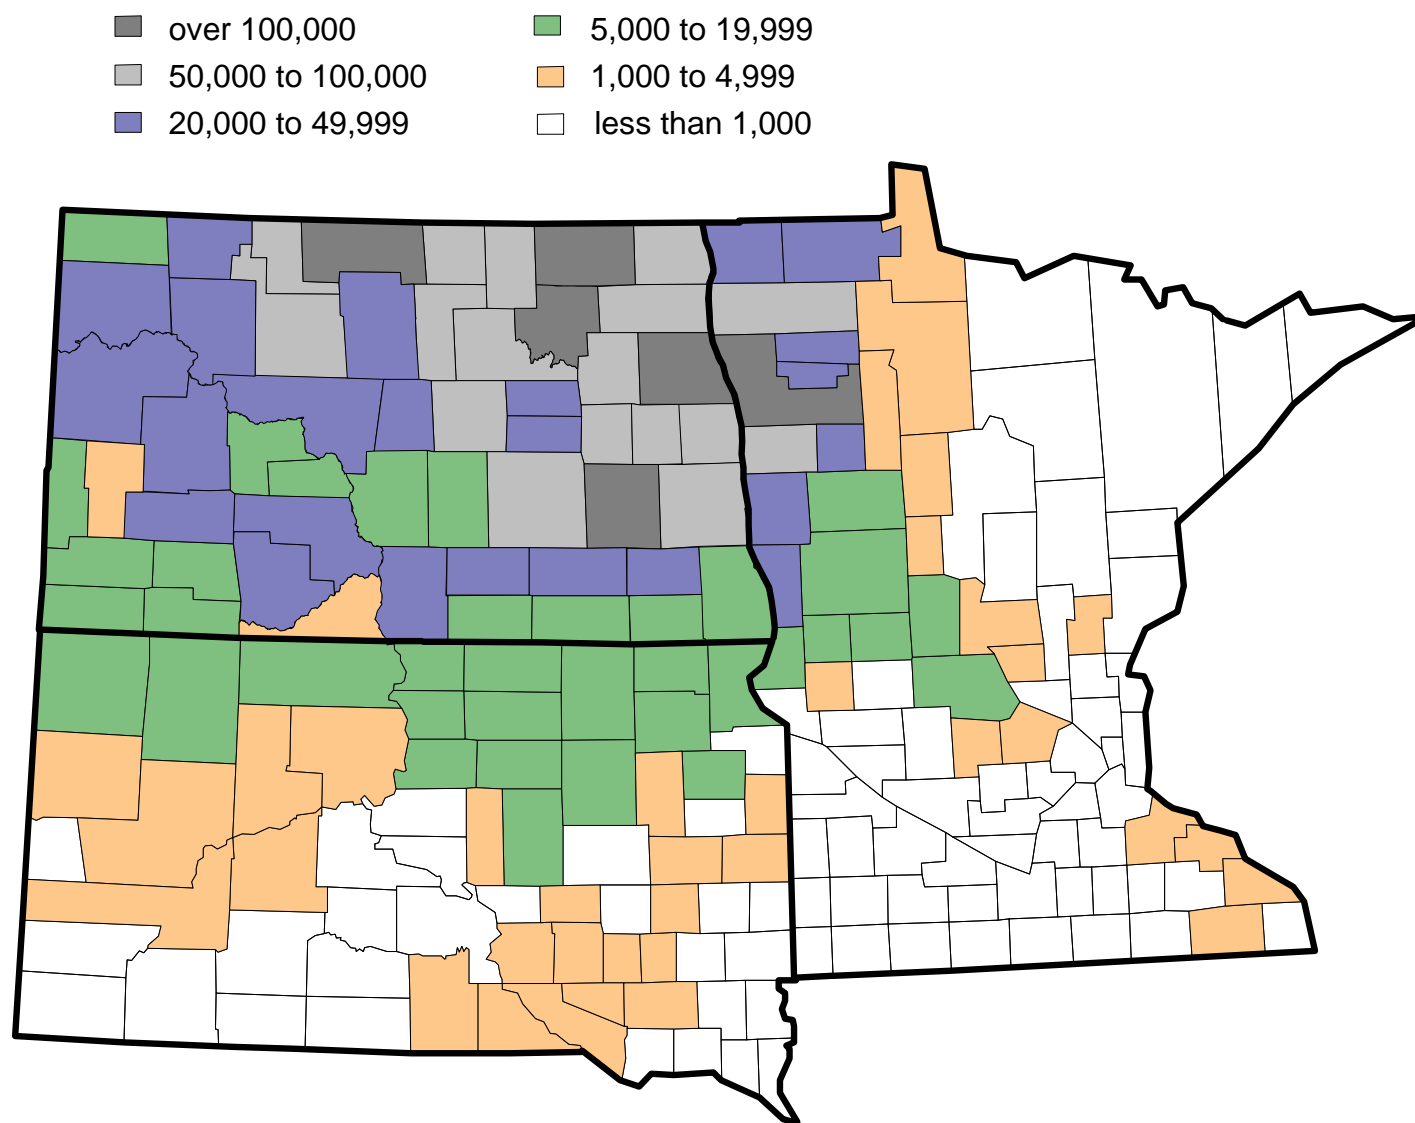 over 100,000
5,000 to 19,999
50,000 to 100,000
1,000 to 4,999
20,000 to 49,999
less than 1,000